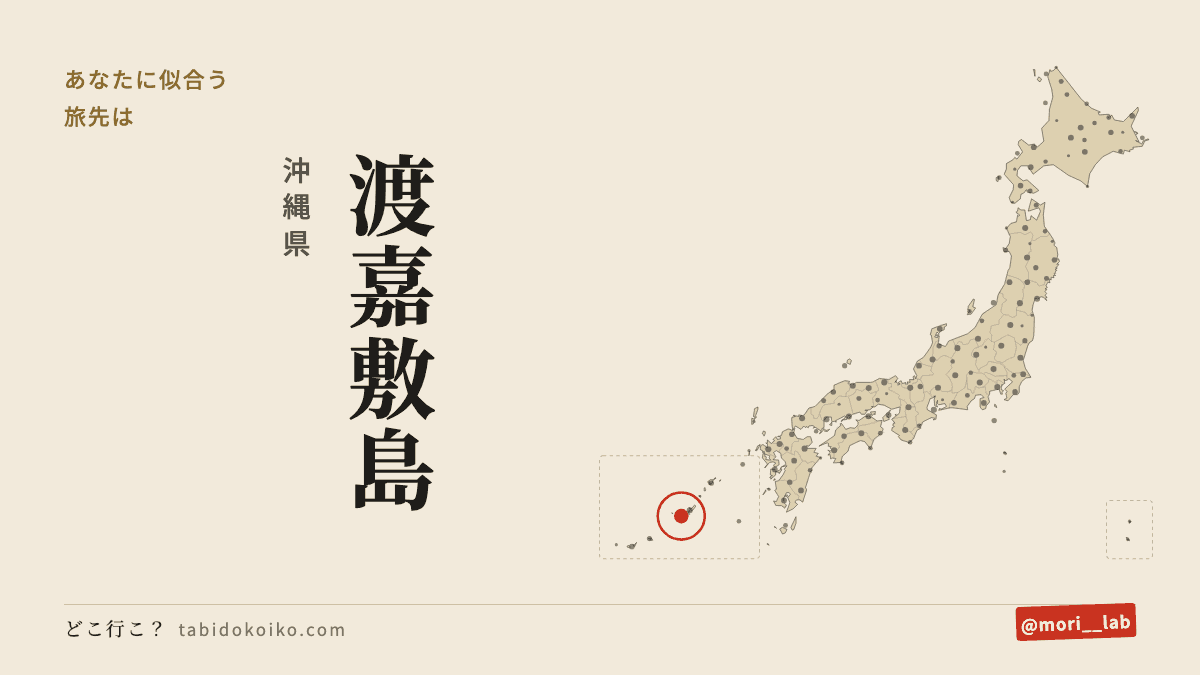 あなたに似合う
旅先は
渡嘉敷島
沖縄県
どこ行こ？ tabidokoiko.com
@mori__lab